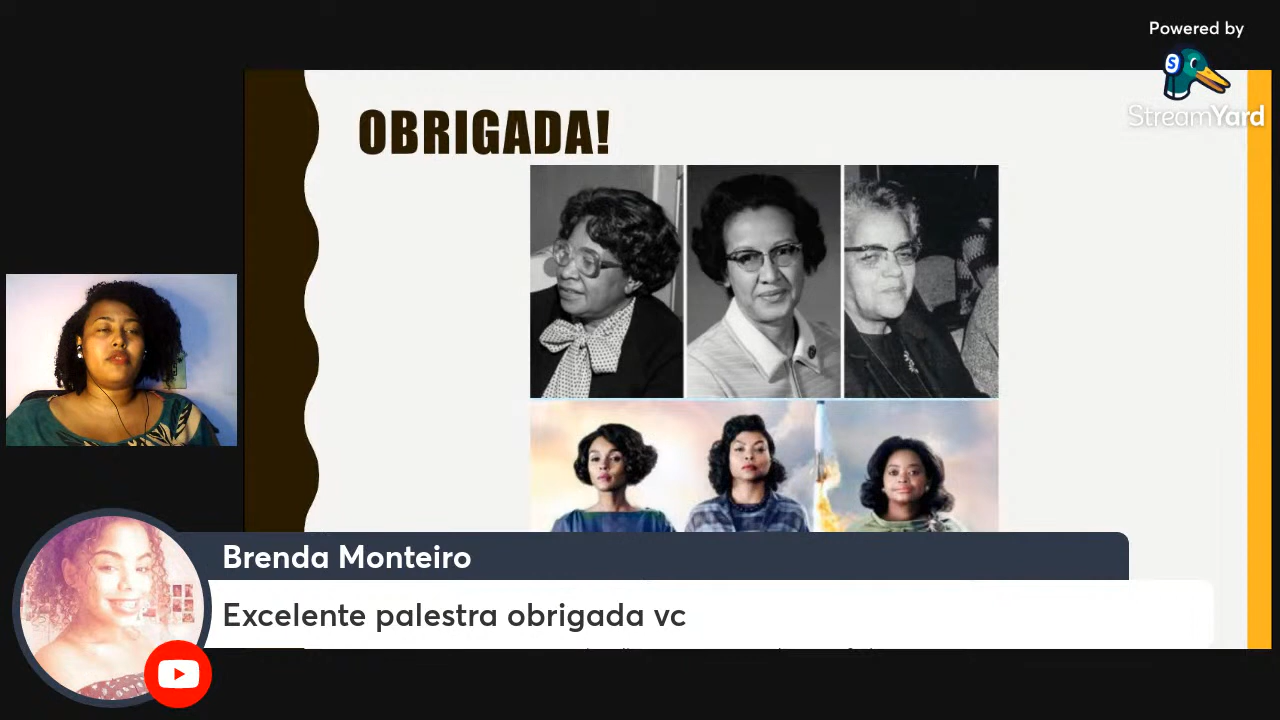 Powered by
StreamYard
OBRIGADA!
Brenda Monteiro
Excelente palestra obrigada vc